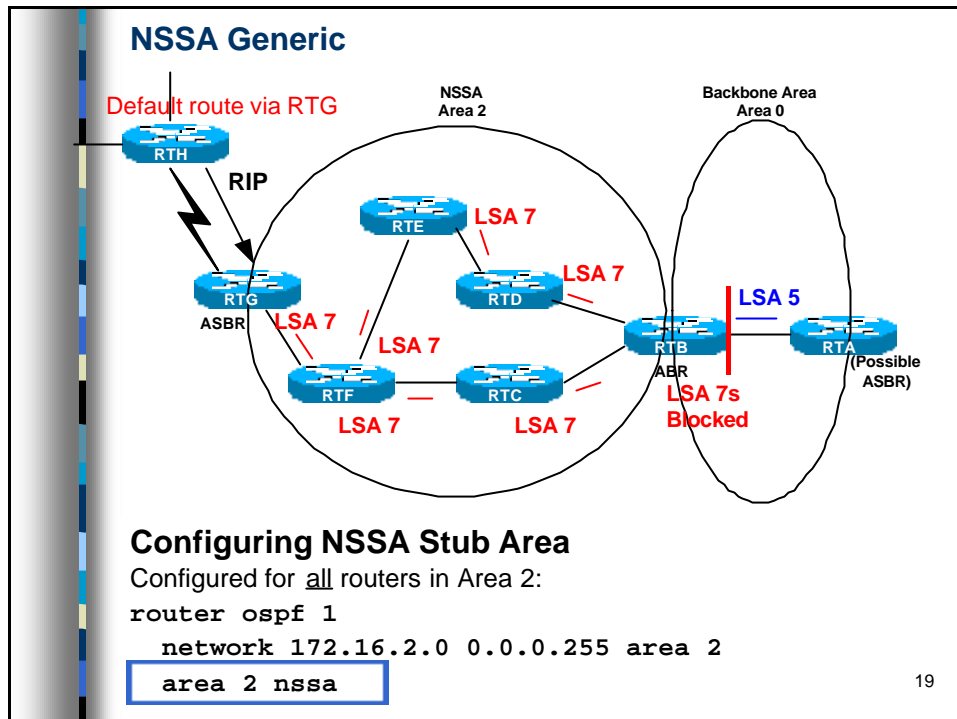 NSSA Generic
Default route via RTG
NSSA
Area 2
Backbone Area
Area 0
RTH
RIP
RTE
LSA 7
RTD
LSA 7
RTG
ASBR
LSA 7
LSA 7
RTF
LSA 7
RTC
LSA 7
RTB
ABR
LSA 7s
Blocked
LSA 5
RTA
(Possible
ASBR)
Configuring NSSA Stub Area
Configured for all routers in Area 2:
router ospf 1
network 172.16.2.0 0.0.0.255 area 2
area 2 nssa
19